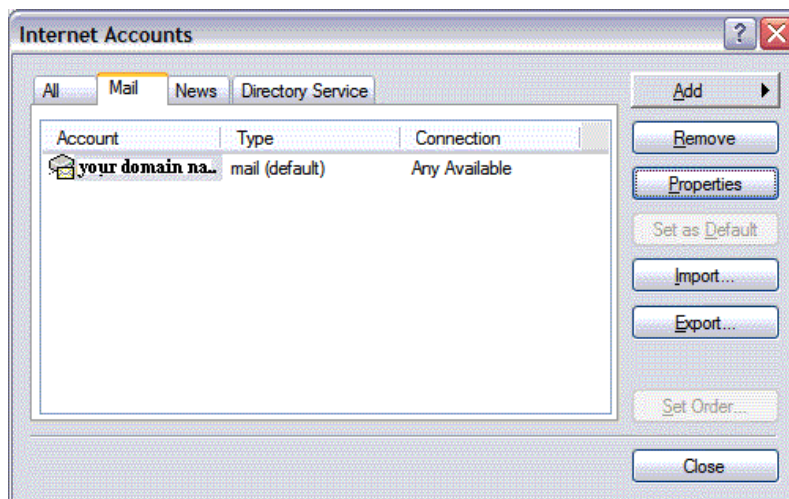 Internet Accounts
?
All Mail News Directory Service
Add
Account Type Connection
Remove
your domain na.. mail (default) Any Available
Properties
Set as Default
Import...
Export...
Set Order...
Close